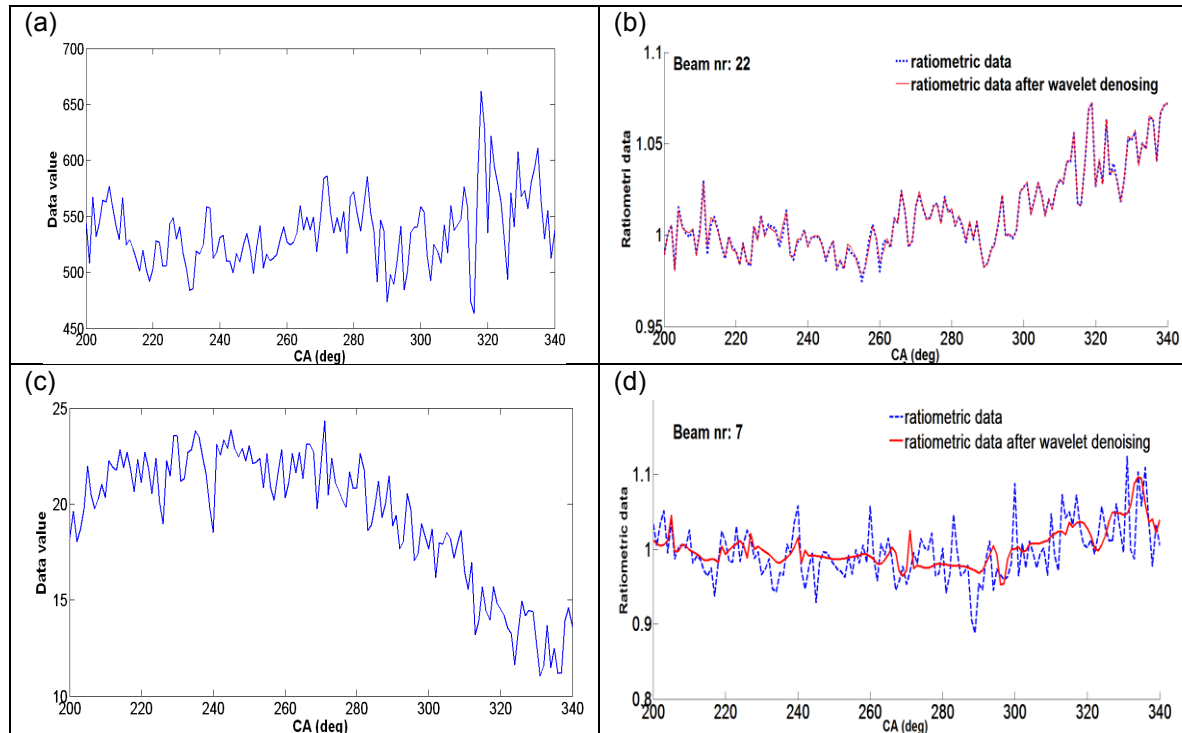 (a)
700
650
600
550
500
450
Data value
200 220 240 260 280 300 320 340
CA (deg)
(b)
1.1
1.05
1
0.95
Ratiometri data
Beam nr: 22
ratiometric data
ratiometric data after wavelet denosing
200 220 240 260 280 300 320 340
CA (deg)
(c)
25
20
15
10
Data value
200 220 240 260 280 300 320 340
CA (deg)
(d)
1.1
1
0.9
0.8
Ratiometric data
Beam nr: 7
ratiometric data
ratiometric data after wavelet denoising
200 220 240 260 280 300 320 340
CA (deg)